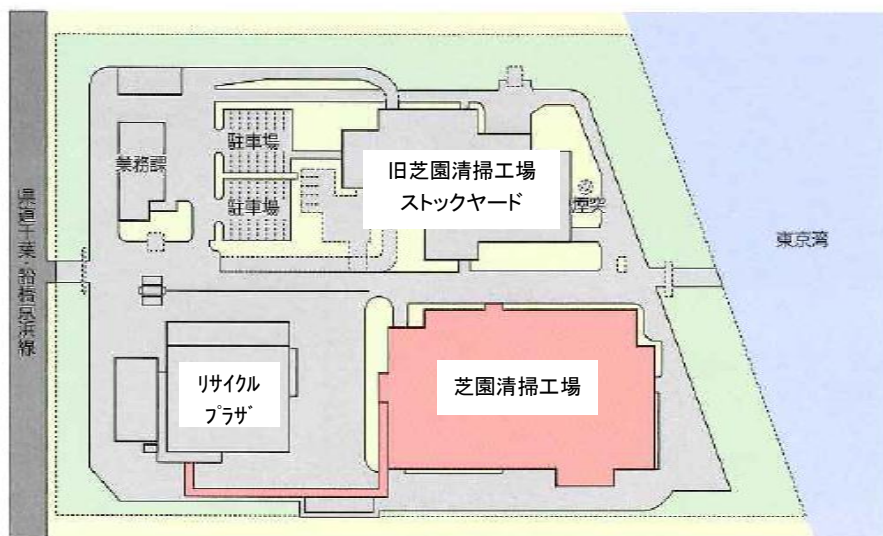 駐車場
業務課
旧芝園清掃工場
ストックヤード
駐車場
煙突
東京湾
県道千葉・船橋海浜線
リサイクル
プラザ
芝園清掃工場